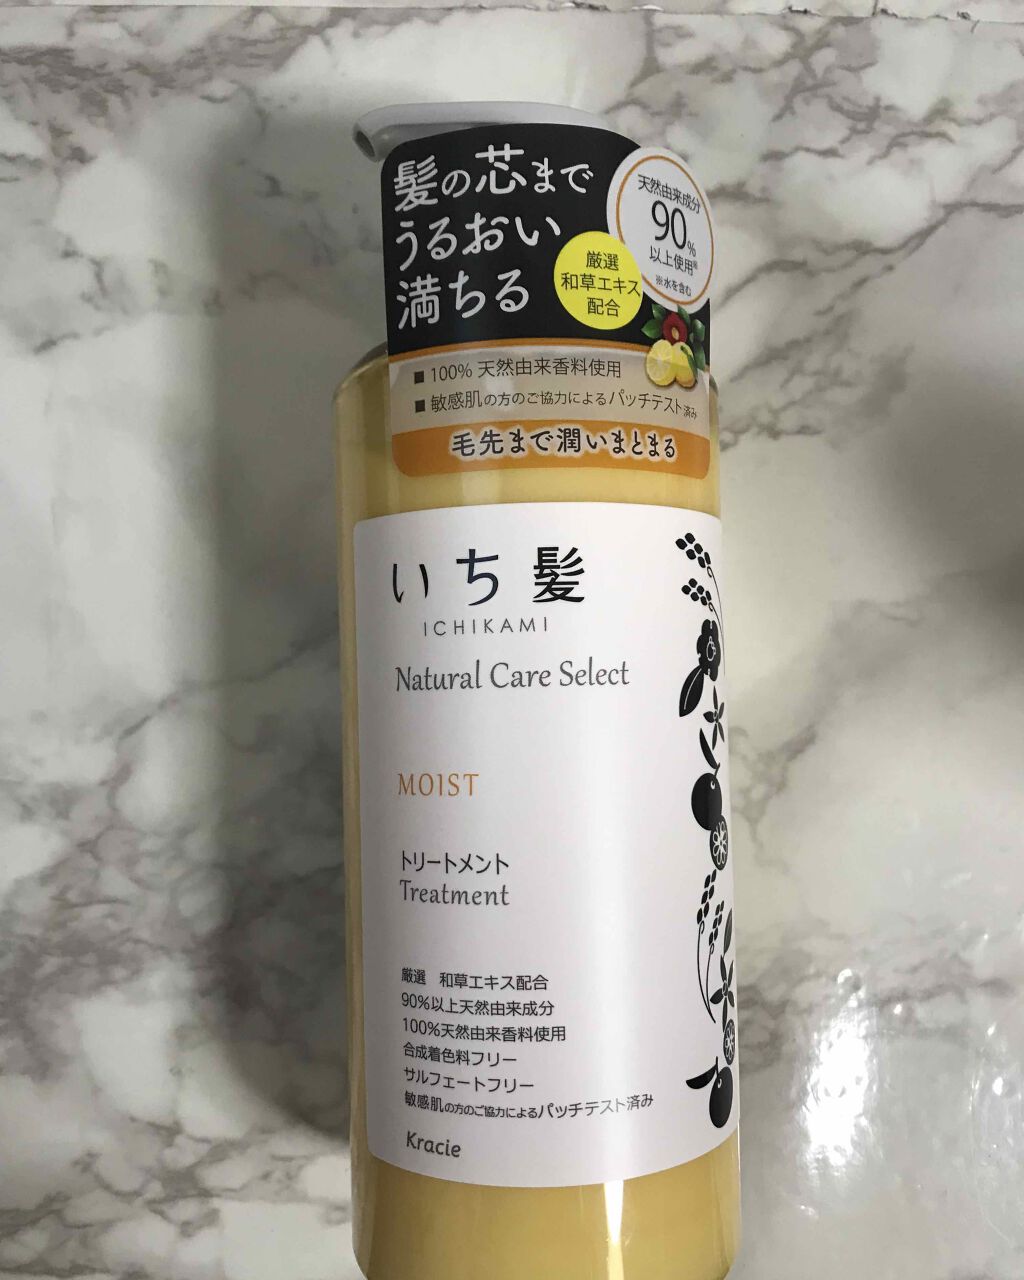 髪の芯まで
うるおい
満ちる
天然由来成分
90%
以上使用※
※水を含む
厳選
和草エキス
配合
■ 100% 天然由来香料使用
■ 敏感肌の方のご協力によるパッチテスト済み
毛先まで潤いまとまる
いち髪
ICHIKAMI
Natural Care Select
MOIST
トリートメント
Treatment
厳選 和草エキス配合
90%以上天然由来成分
100%天然由来香料使用
合成着色料フリー
サルフェートフリー
敏感肌の方のご協力によるパッチテスト済み
Kracie